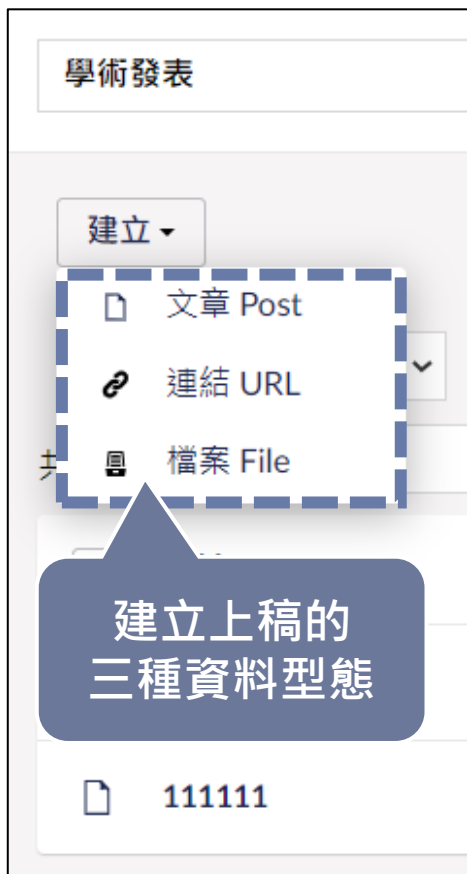 學術發表
建立
文章 Post
連結 URL
檔案 File
共
建立上稿的
三種資料型態
111111